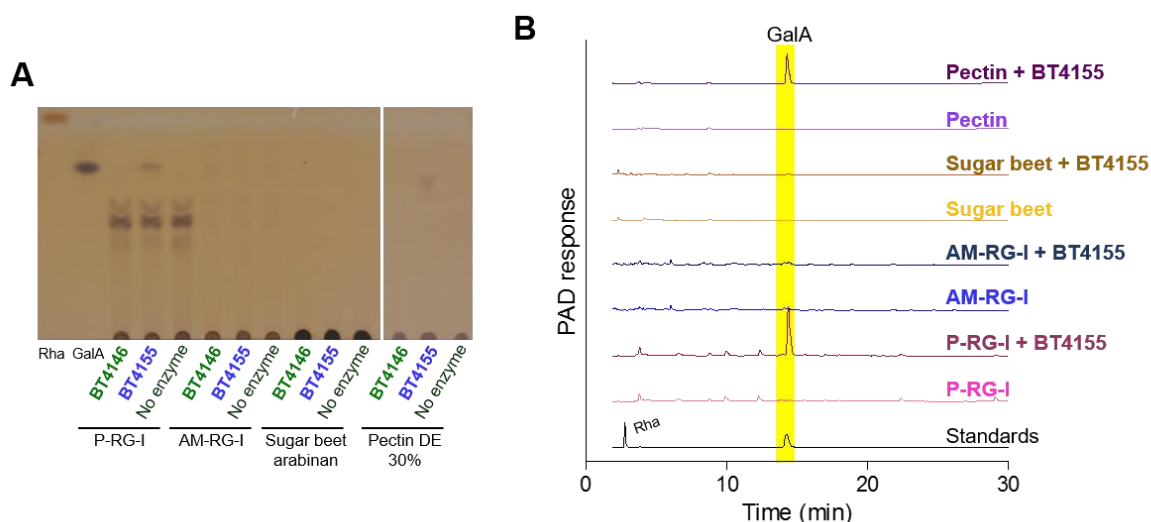 A
Rha
GalA
BT4146
BT4155
No enzyme
BT4146
BT4155
No enzyme
BT4146
BT4155
No enzyme
BT4146
BT4155
No enzyme
P-RG-I
AM-RG-I
Sugar beet
arabinan
Pectin DE
30%
B
GalA
PAD response
Pectin + BT4155
Pectin
Sugar beet + BT4155
Sugar beet
AM-RG-I + BT4155
AM-RG-I
P-RG-I + BT4155
P-RG-I
Rha
Standards
0
10
20
30
Time (min)